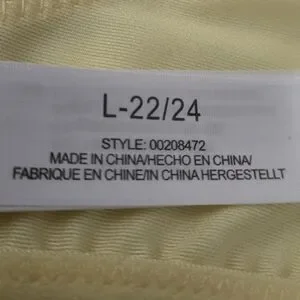 L-22/24
STYLE: 00208472
MADE IN CHINA/HECHO EN CHINA/
FABRIQUE EN CHINE/IN CHINA HERGESTELLT